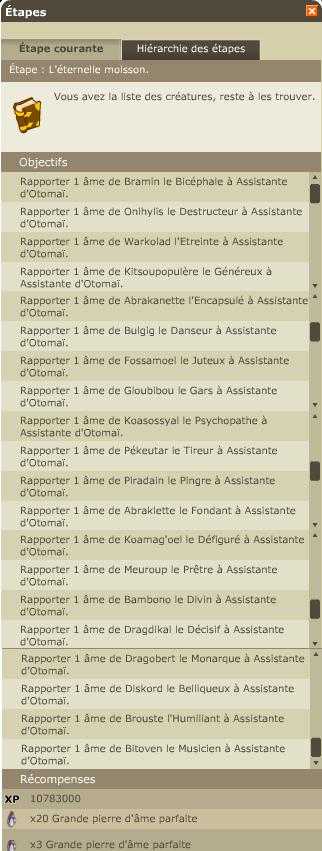 Étapes
Étape courante
Hiérarchie des étapes
Étape : L'éternelle moisson.
Vous avez la liste des créatures, reste à les trouver.
Objectifs
Rapporter 1 âme de Bramin le Bicéphale à Assistante
d'Otomaï.
Rapporter 1 âme de Onihylis le Destructeur à Assistante
d'Otomaï.
Rapporter 1 âme de Warkolad l'Etreinte à Assistante
d'Otomaï.
Rapporter 1 âme de Kitsoupopulère le Généreux à
Assistante d'Otomaï.
Rapporter 1 âme de Abrakanette l'Encapsulé à Assistante
d'Otomaï.
Rapporter 1 âme de Bulgig le Danseur à Assistante
d'Otomaï.
Rapporter 1 âme de Fossamoel le Juteux à Assistante
d'Otomaï.
Rapporter 1 âme de Gloubibou le Gars à Assistante
d'Otomaï.
Rapporter 1 âme de Koasossyal le Psychopathe à
Assistante d'Otomaï.
Rapporter 1 âme de Pékeutar le Tireur à Assistante
d'Otomaï.
Rapporter 1 âme de Piradain le Pingre à Assistante
d'Otomaï.
Rapporter 1 âme de Abraklette le Fondant à Assistante
d'Otomaï.
Rapporter 1 âme de Koamag'oel le Défiguré à Assistante
d'Otomaï.
Rapporter 1 âme de Meuroup le Prêtre à Assistante
d'Otomaï.
Rapporter 1 âme de Bambono le Divin à Assistante
d'Otomaï.
Rapporter 1 âme de Dragdikal le Décisif à Assistante
d'Otomaï.
Rapporter 1 âme de Dragobert le Monarque à Assistante
d'Otomaï.
Rapporter 1 âme de Diskord le Belliqueux à Assistante
d'Otomaï.
Rapporter 1 âme de Brouste l'Humiliant à Assistante
d'Otomaï.
Rapporter 1 âme de Bitoven le Musicien à Assistante
d'Otomaï.
Récompenses
XP 10783000
x20 Grande pierre d'âme parfaite
x3 Grande pierre d'âme parfaite